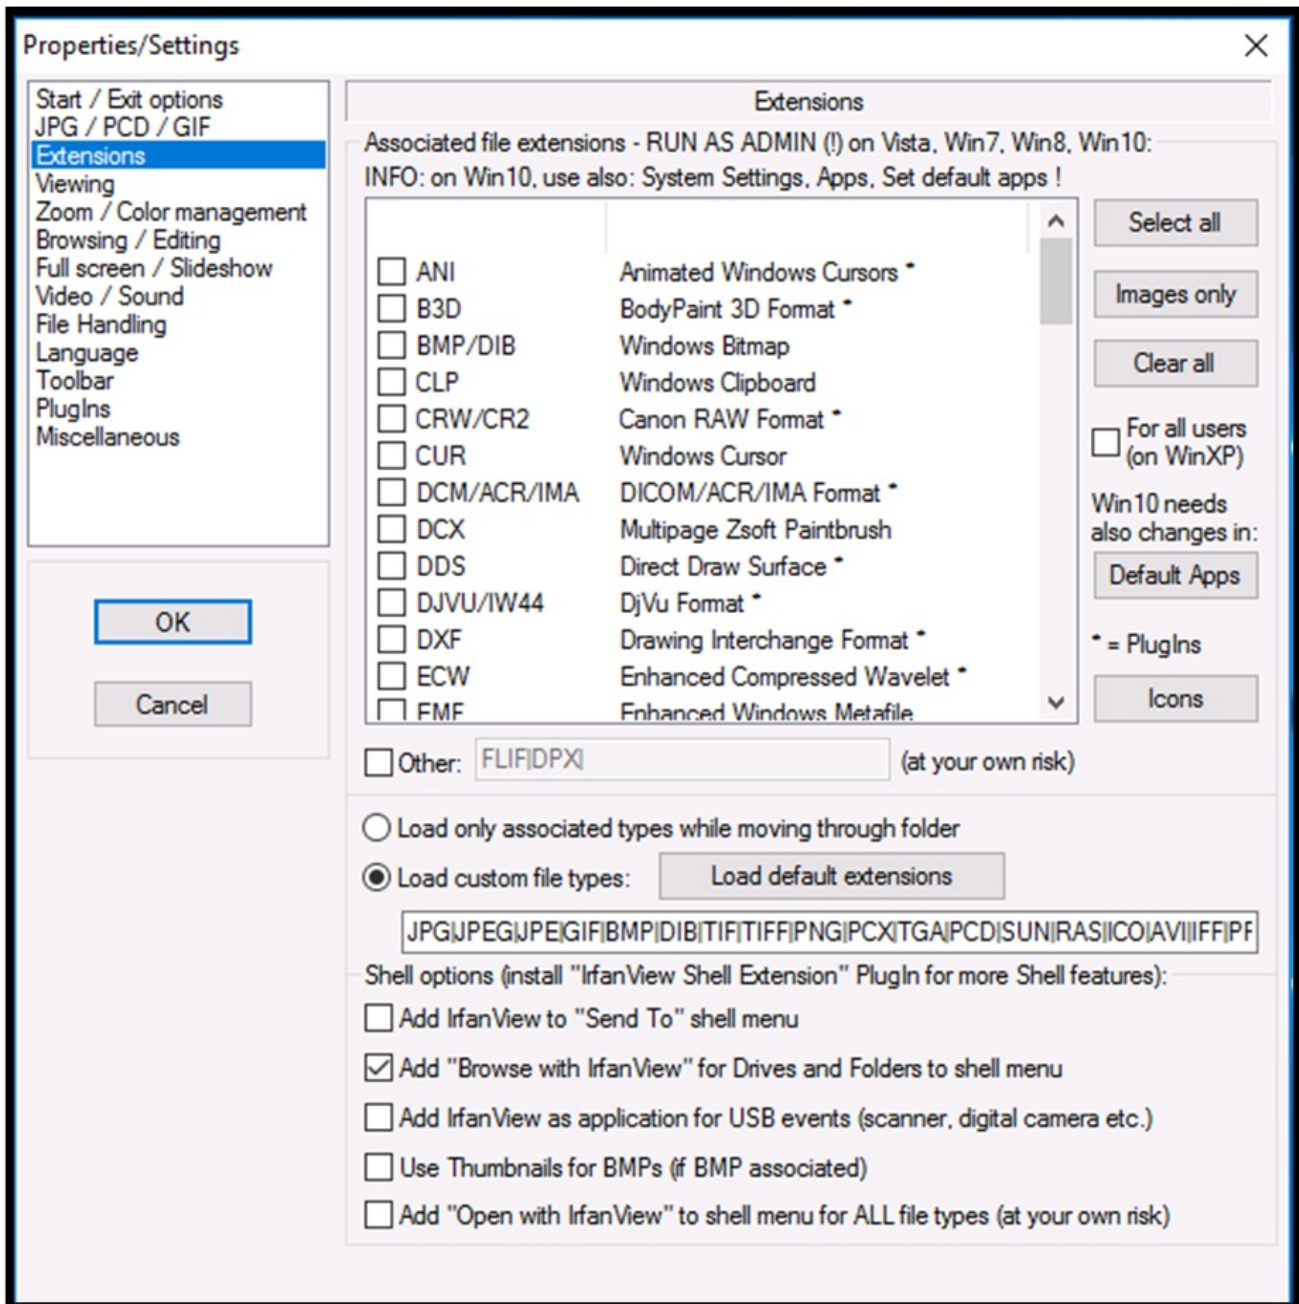 Properties/Settings
Start / Exit options
JPG / PCD / GIF
Extensions
Viewing
Zoom / Color management
Browsing / Editing
Full screen / Slideshow
Video / Sound
File Handling
Language
Toolbar
PlugIns
Miscellaneous
OK
Cancel
Extensions
Associated file extensions - RUN AS ADMIN (!) on Vista, Win7, Win8, Win10:
INFO: on Win10, use also: System Settings, Apps, Set default apps !
ANI Animated Windows Cursors *
B3D BodyPaint 3D Format *
BMP/DIB Windows Bitmap
CLP Windows Clipboard
CRW/CR2 Canon RAW Format *
CUR Windows Cursor
DCM/ACR/IMA DICOM/ACR/IMA Format *
DCX Multipage Zsoft Paintbrush
DDS Direct Draw Surface *
DJVU/IW44 DjVu Format *
DXF Drawing Interchange Format *
ECW Enhanced Compressed Wavelet *
EMF Enhanced Windows Metafile
Select all
Images only
Clear all
For all users
(on WinXP)
Win10 needs
also changes in:
Default Apps
* = PlugIns
Icons
Other: FLIF|DPX| (at your own risk)
Load only associated types while moving through folder
Load custom file types: Load default extensions
JPG|JPEG|JPE|GIF|BMP|DIB|TIF|TIFF|PNG|PCX|TGA|PCD|SUN|RAS|ICO|AVI|IFF|PF
Shell options (install "IrfanView Shell Extension" PlugIn for more Shell features):
Add IrfanView to "Send To" shell menu
Add "Browse with IrfanView" for Drives and Folders to shell menu
Add IrfanView as application for USB events (scanner, digital camera etc.)
Use Thumbnails for BMPs (if BMP associated)
Add "Open with IrfanView" to shell menu for ALL file types (at your own risk)